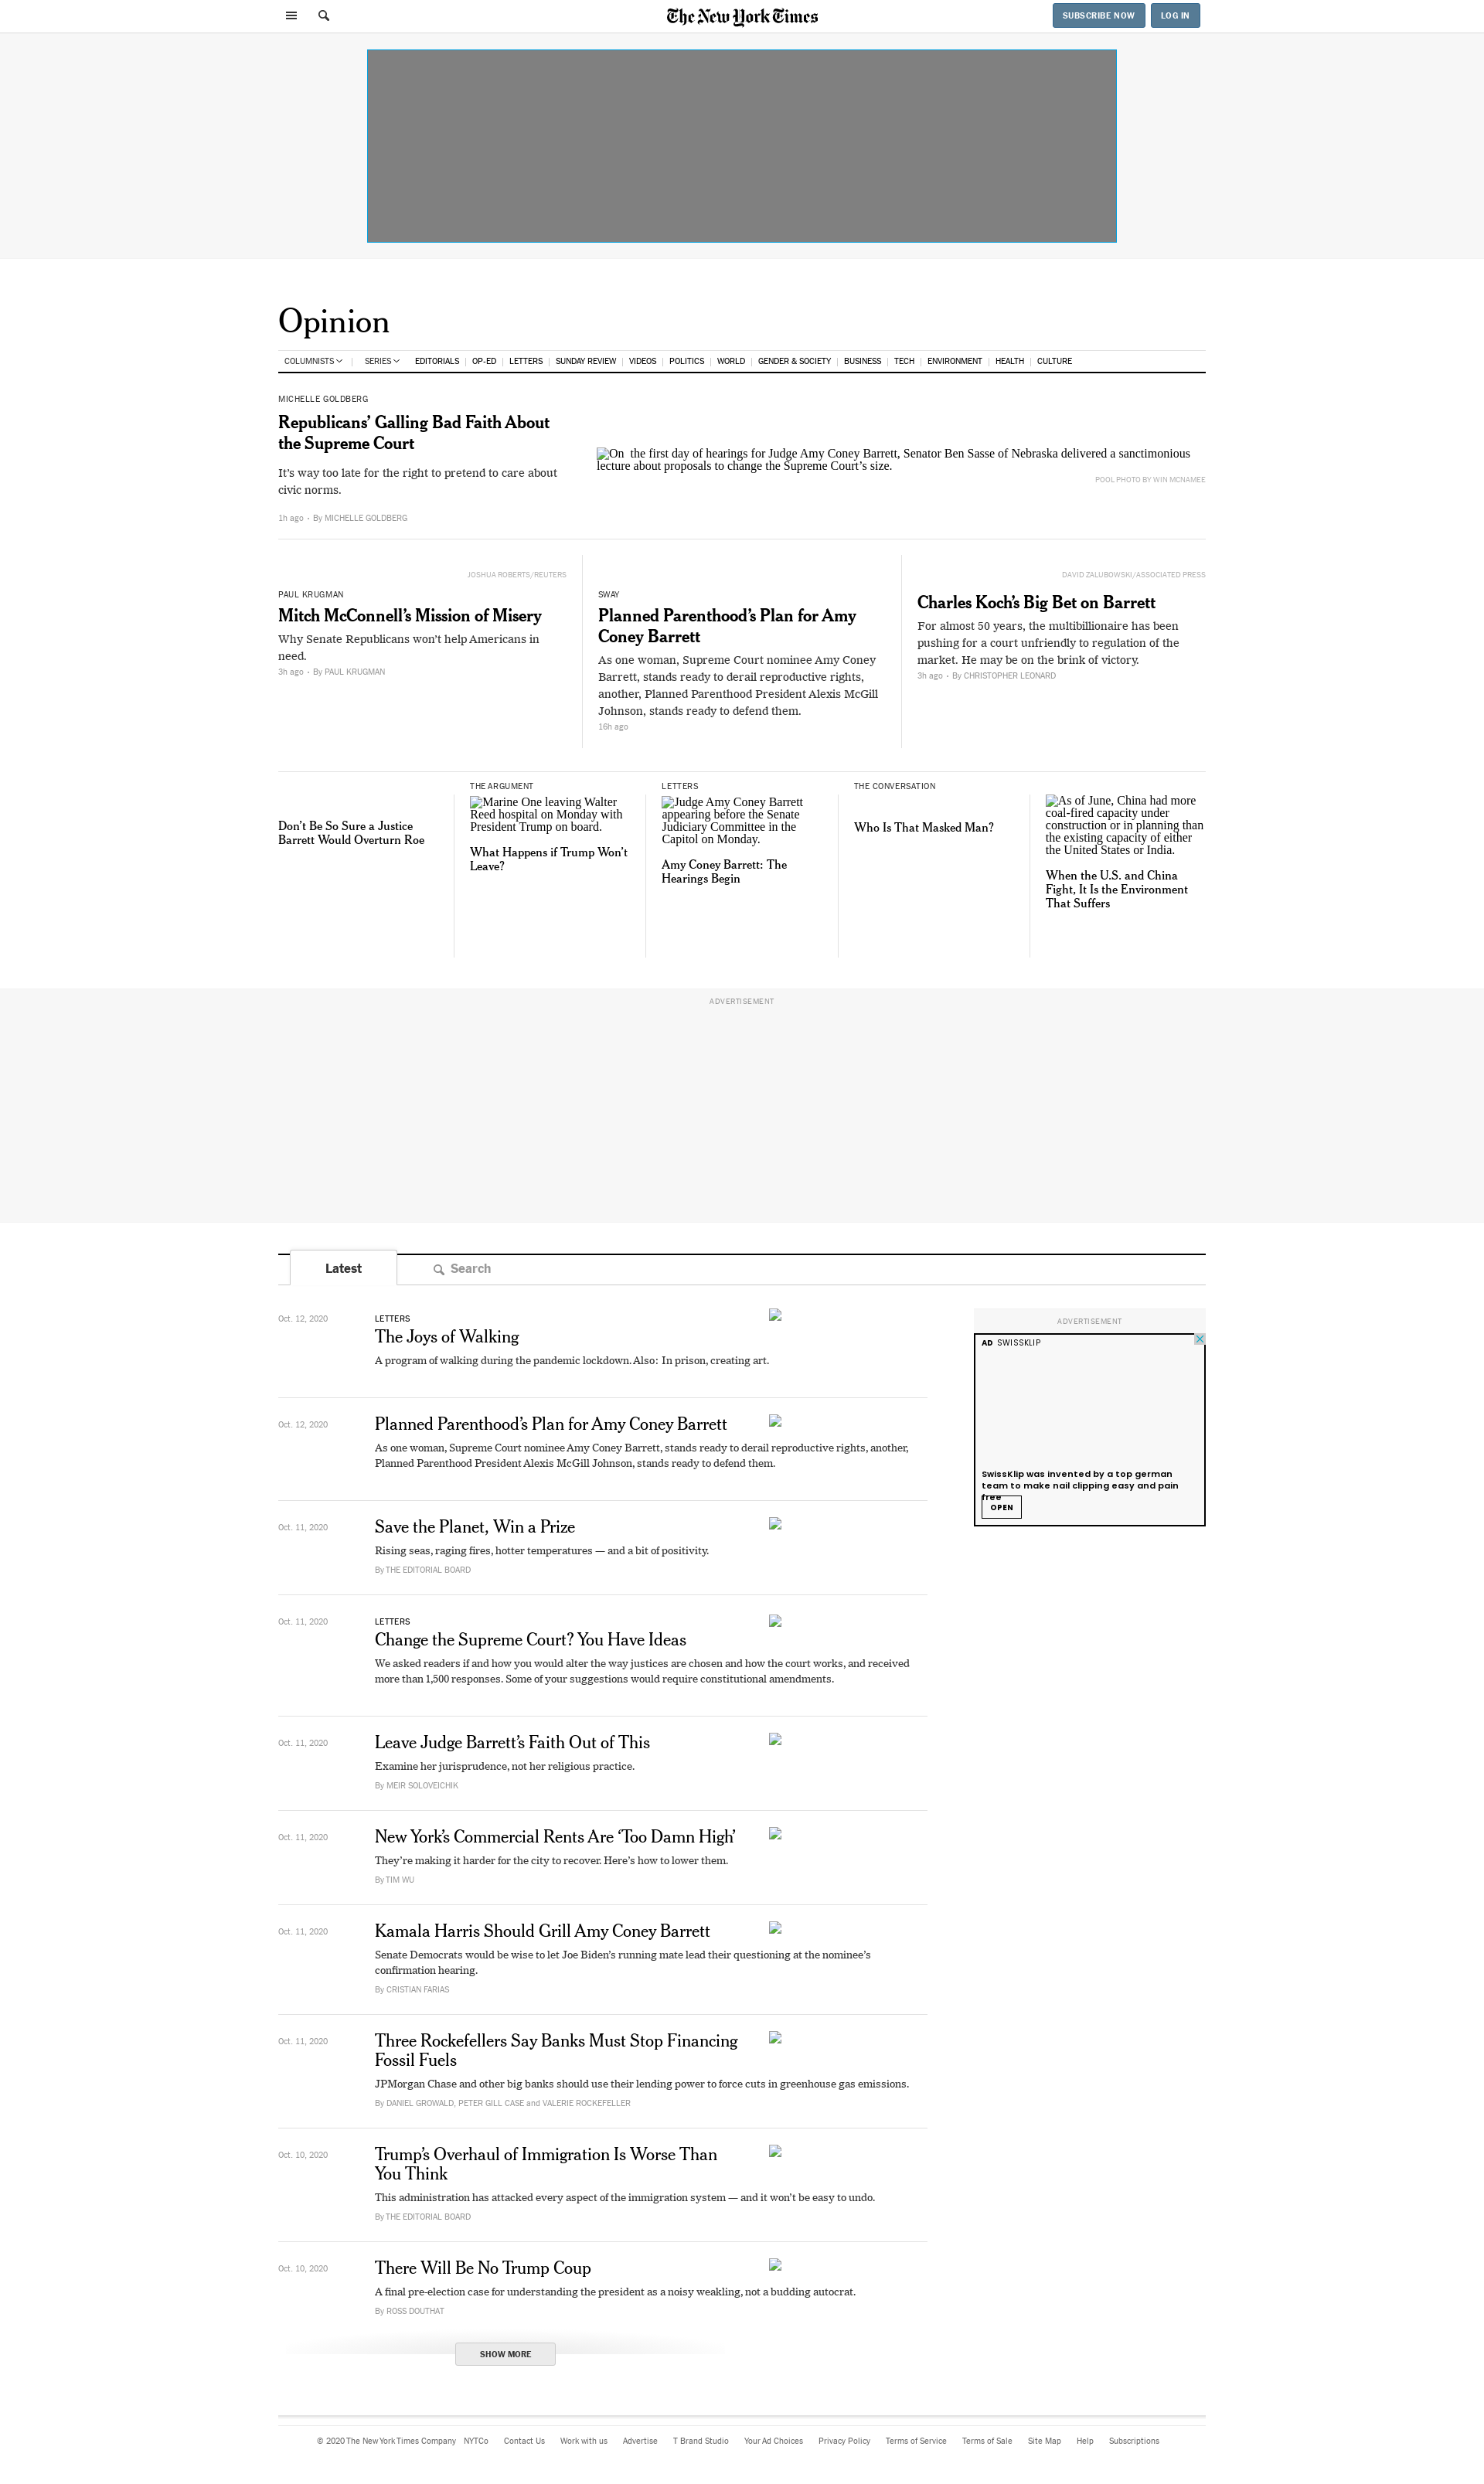 The New York Times
SUBSCRIBE NOW
LOG IN
Opinion
COLUMNISTS
SERIES
EDITORIALS
OP-ED
LETTERS
SUNDAY REVIEW
VIDEOS
POLITICS
WORLD
GENDER & SOCIETY
BUSINESS
TECH
ENVIRONMENT
HEALTH
CULTURE
MICHELLE GOLDBERG
Republicans’ Galling Bad Faith About
the Supreme Court
It’s way too late for the right to pretend to care about
civic norms.
1h ago • By MICHELLE GOLDBERG
On the first day of hearings for Judge Amy Coney Barrett, Senator Ben Sasse of Nebraska delivered a sanctimonious
lecture about proposals to change the Supreme Court’s size.
POOL PHOTO BY WIN MCNAMEE
JOSHUA ROBERTS/REUTERS
PAUL KRUGMAN
Mitch McConnell’s Mission of Misery
Why Senate Republicans won’t help Americans in
need.
3h ago • By PAUL KRUGMAN
SWAY
Planned Parenthood’s Plan for Amy
Coney Barrett
As one woman, Supreme Court nominee Amy Coney
Barrett, stands ready to derail reproductive rights,
another, Planned Parenthood President Alexis McGill
Johnson, stands ready to defend them.
16h ago
DAVID ZALUBOWSKI/ASSOCIATED PRESS
Charles Koch’s Big Bet on Barrett
For almost 50 years, the multibillionaire has been
pushing for a court unfriendly to regulation of the
market. He may be on the brink of victory.
3h ago • By CHRISTOPHER LEONARD
Don’t Be So Sure a Justice
Barrett Would Overturn Roe
THE ARGUMENT
Marine One leaving Walter
Reed hospital on Monday with
President Trump on board.
What Happens if Trump Won’t
Leave?
LETTERS
Judge Amy Coney Barrett
appearing before the Senate
Judiciary Committee in the
Capitol on Monday.
Amy Coney Barrett: The
Hearings Begin
THE CONVERSATION
Who Is That Masked Man?
As of June, China had more
coal-fired capacity under
construction or in planning than
the existing capacity of either
the United States or India.
When the U.S. and China
Fight, It Is the Environment
That Suffers
ADVERTISEMENT
Latest
Search
Oct. 12, 2020
LETTERS
The Joys of Walking
A program of walking during the pandemic lockdown. Also: In prison, creating art.
Oct. 12, 2020
Planned Parenthood’s Plan for Amy Coney Barrett
As one woman, Supreme Court nominee Amy Coney Barrett, stands ready to derail reproductive rights, another,
Planned Parenthood President Alexis McGill Johnson, stands ready to defend them.
Oct. 11, 2020
Save the Planet, Win a Prize
Rising seas, raging fires, hotter temperatures — and a bit of positivity.
By THE EDITORIAL BOARD
Oct. 11, 2020
LETTERS
Change the Supreme Court? You Have Ideas
We asked readers if and how you would alter the way justices are chosen and how the court works, and received
more than 1,500 responses. Some of your suggestions would require constitutional amendments.
Oct. 11, 2020
Leave Judge Barrett’s Faith Out of This
Examine her jurisprudence, not her religious practice.
By MEIR SOLOVEICHIK
Oct. 11, 2020
New York’s Commercial Rents Are ‘Too Damn High’
They’re making it harder for the city to recover. Here’s how to lower them.
By TIM WU
Oct. 11, 2020
Kamala Harris Should Grill Amy Coney Barrett
Senate Democrats would be wise to let Joe Biden’s running mate lead their questioning at the nominee’s
confirmation hearing.
By CRISTIAN FARIAS
Oct. 11, 2020
Three Rockefellers Say Banks Must Stop Financing
Fossil Fuels
JPMorgan Chase and other big banks should use their lending power to force cuts in greenhouse gas emissions.
By DANIEL GROWALD, PETER GILL CASE and VALERIE ROCKEFELLER
Oct. 10, 2020
Trump’s Overhaul of Immigration Is Worse Than
You Think
This administration has attacked every aspect of the immigration system — and it won’t be easy to undo.
By THE EDITORIAL BOARD
Oct. 10, 2020
There Will Be No Trump Coup
A final pre-election case for understanding the president as a noisy weakling, not a budding autocrat.
By ROSS DOUTHAT
SHOW MORE
ADVERTISEMENT
AD SWISSKLIP
SwissKlip was invented by a top german
team to make nail clipping easy and pain
free
OPEN
© 2020 The New York Times Company
NYTCo
Contact Us
Work with us
Advertise
T Brand Studio
Your Ad Choices
Privacy Policy
Terms of Service
Terms of Sale
Site Map
Help
Subscriptions